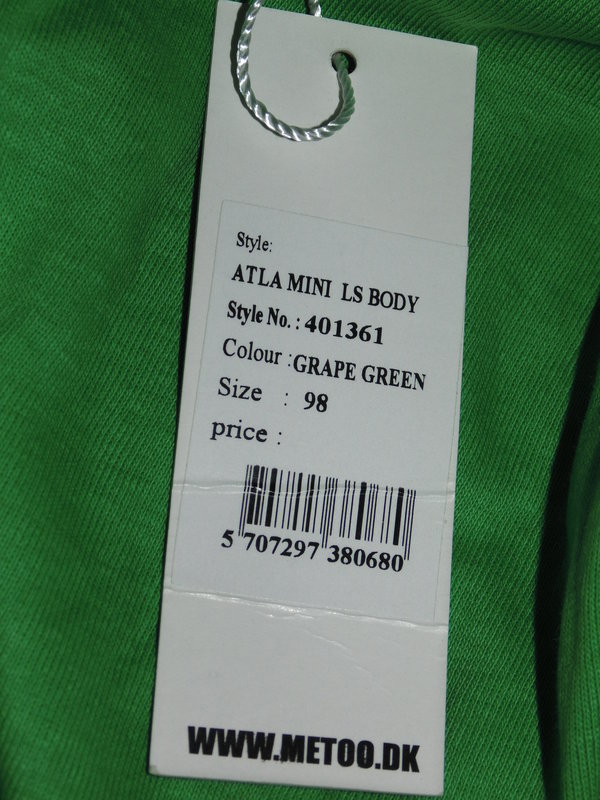 Style:
ATLA MINI LS BODY
Style No. : 401361
Colour : GRAPE GREEN
Size : 98
price :
5 707297 380680
WWW.METOO.DK